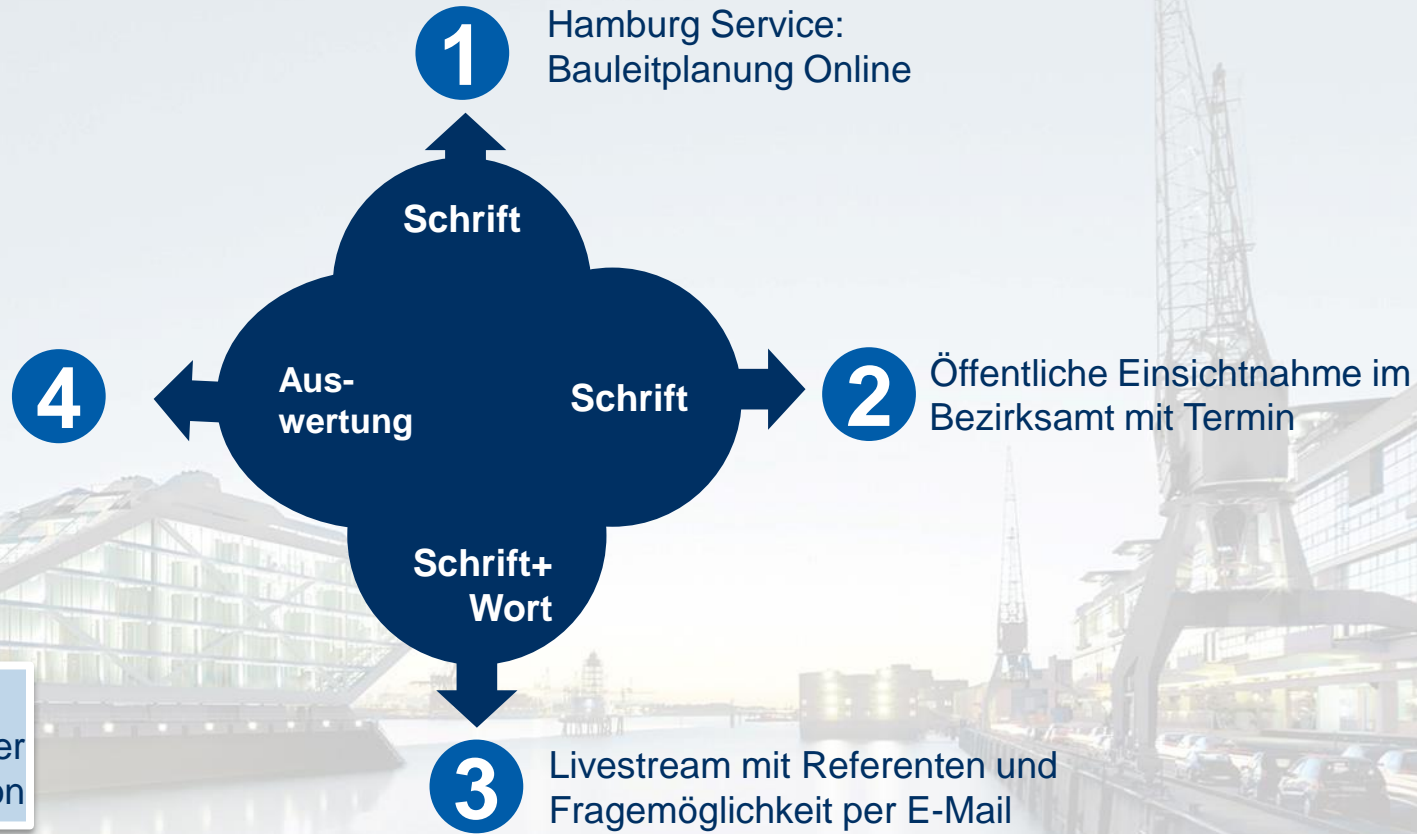 1
Hamburg Service:
Bauleitplanung Online
Schrift
4
Aus-
wertung
Schrift
2
Öffentliche Einsichtnahme im
Bezirksamt mit Termin
Schrift+
Wort
3
Livestream mit Referenten und
Fragemöglichkeit per E-Mail